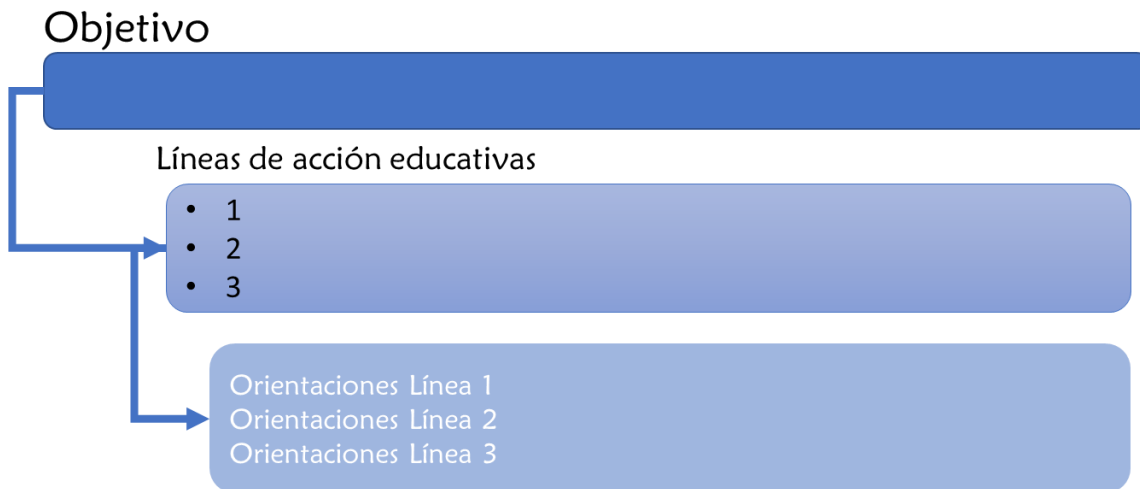 Objetivo
Líneas de acción educativas
• 1
• 2
• 3
Orientaciones Línea 1
Orientaciones Línea 2
Orientaciones Línea 3